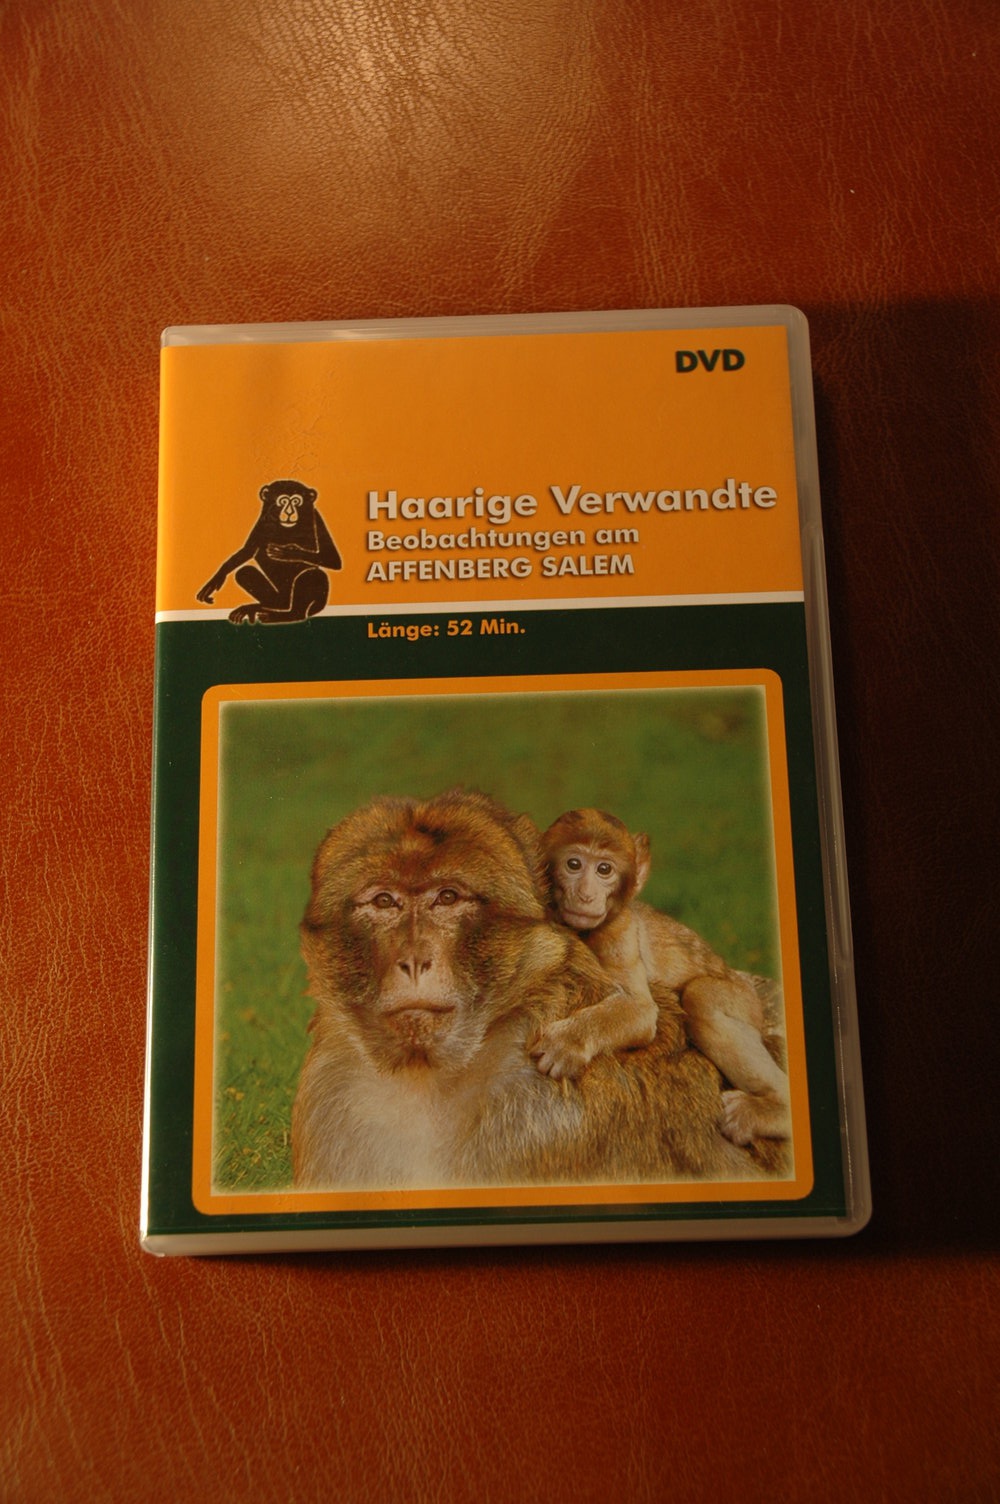 DVD
Haarige Verwandte
Beobachtungen am
AFFENBERG SALEM
Länge: 52 Min.